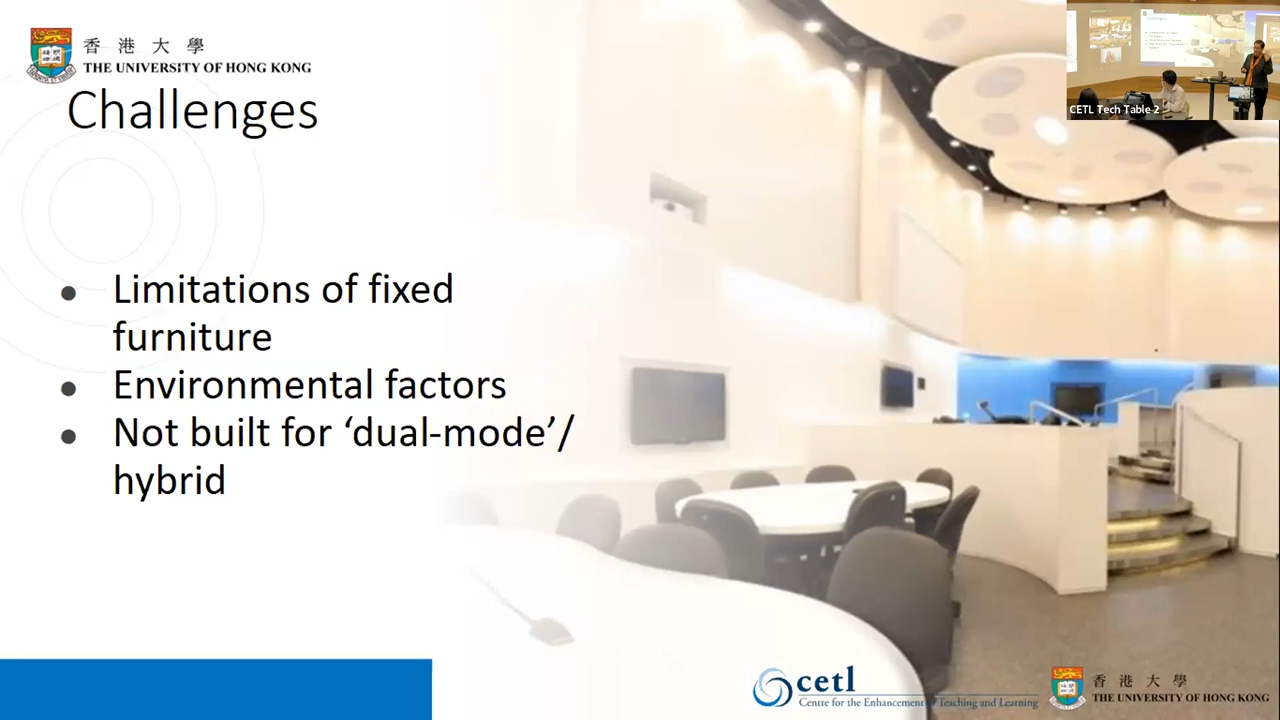 香港大學
THE UNIVERSITY OF HONG KONG
Challenges
CETL Tech Table 2
● Limitations of fixed
furniture
● Environmental factors
● Not built for ‘dual-mode’/
hybrid
cetl
Centre for the Enhancement of Teaching and Learning
香港大學
THE UNIVERSITY OF HONG KONG